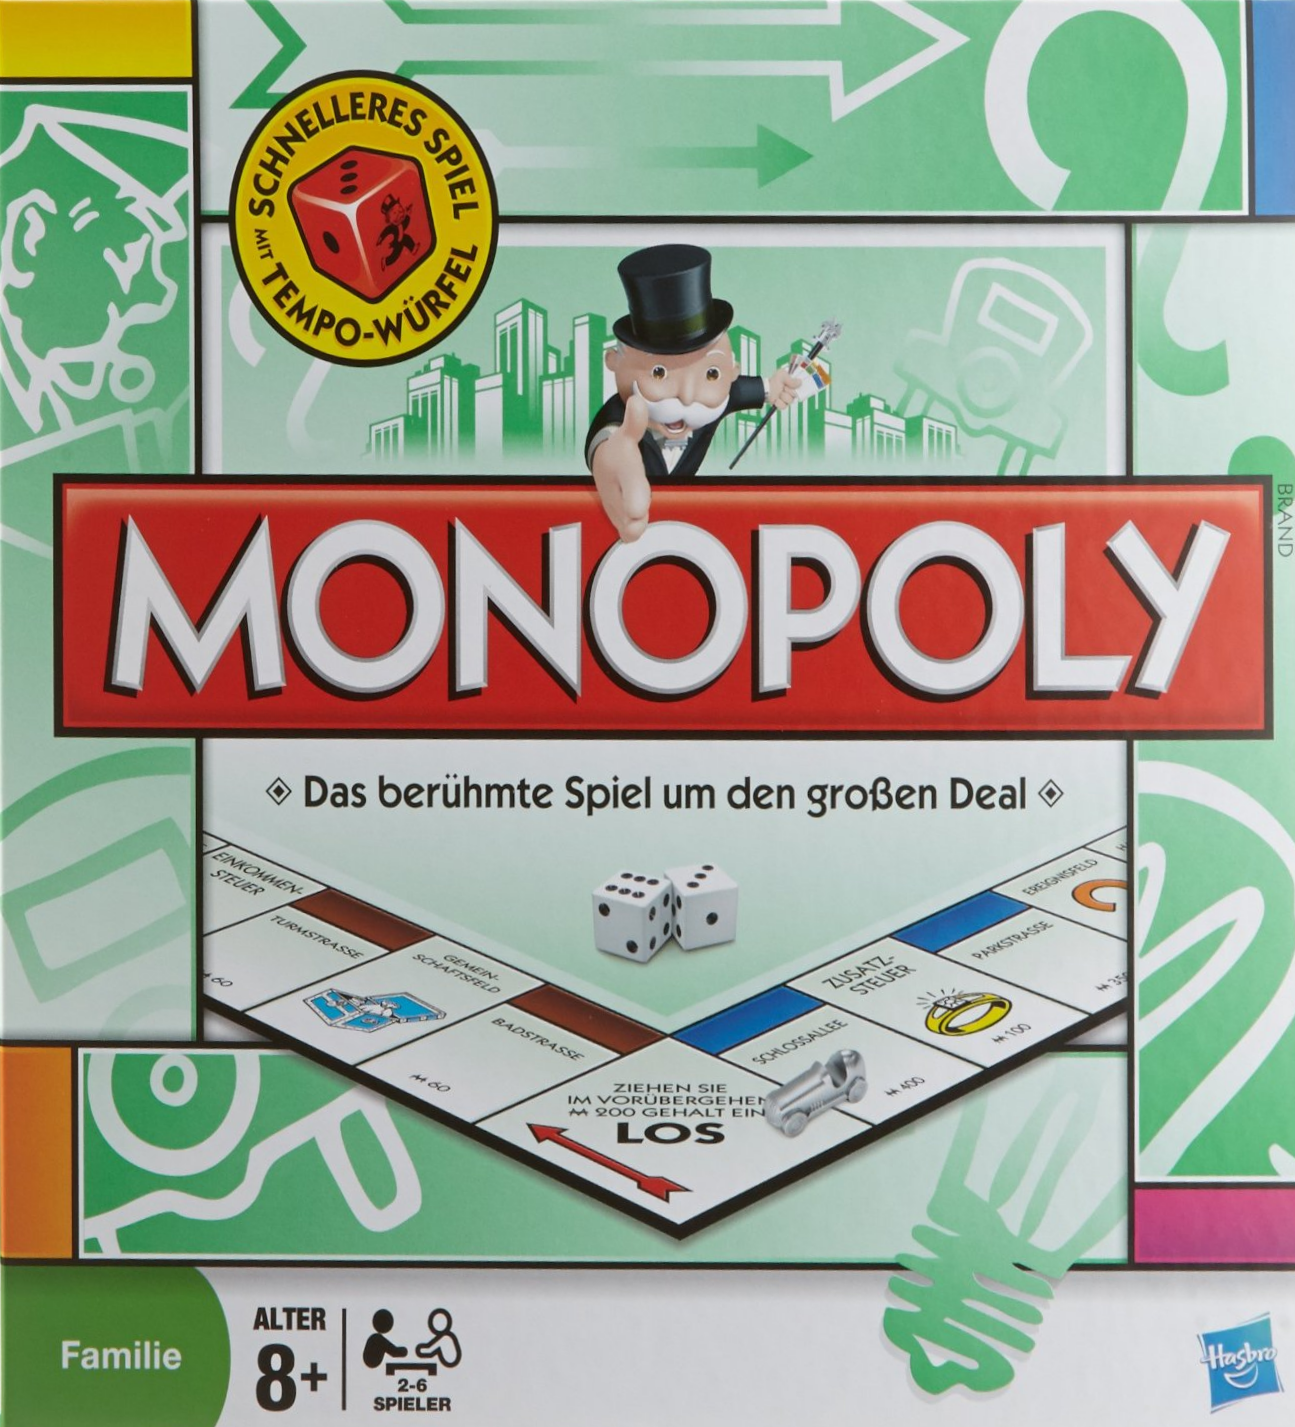 MIT SCHNELLERES SPIEL
TEMPO-WÜRFEL
BRAND
MONOPOLY
Das berühmte Spiel um den großen Deal
EINKOMMEN-
STEUER
TURMSTRASSE
60
GEMEIN-
SCHAFTSFELD
BADSTRASSE
M 60
EREIGNISFELD
PARKSTRASSE
M 35
ZUSATZ-
STEUER
M 100
SCHLOSSALLEE
M 400
ZIEHEN SIE
IM VORÜBERGEHEN
M 200 GEHALT EIN
LOS
Familie
ALTER
8+
2-6
SPIELER
Hasbro